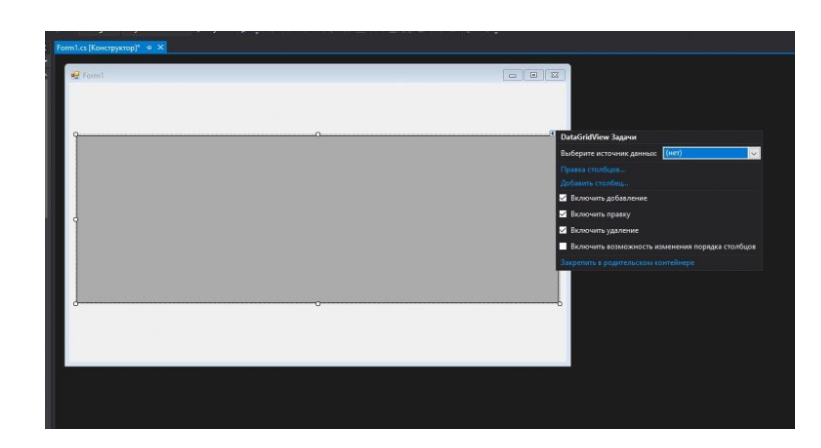 Form1.cs [Конструктор]*
Form1
DataGridView Задачи
Выберите источник данных: (нет)
Правка столбцов...
Добавить столбец...
Включить добавление
Включить правку
Включить удаление
Включить возможность изменения порядка столбцов
Закрепить в родительском контейнере